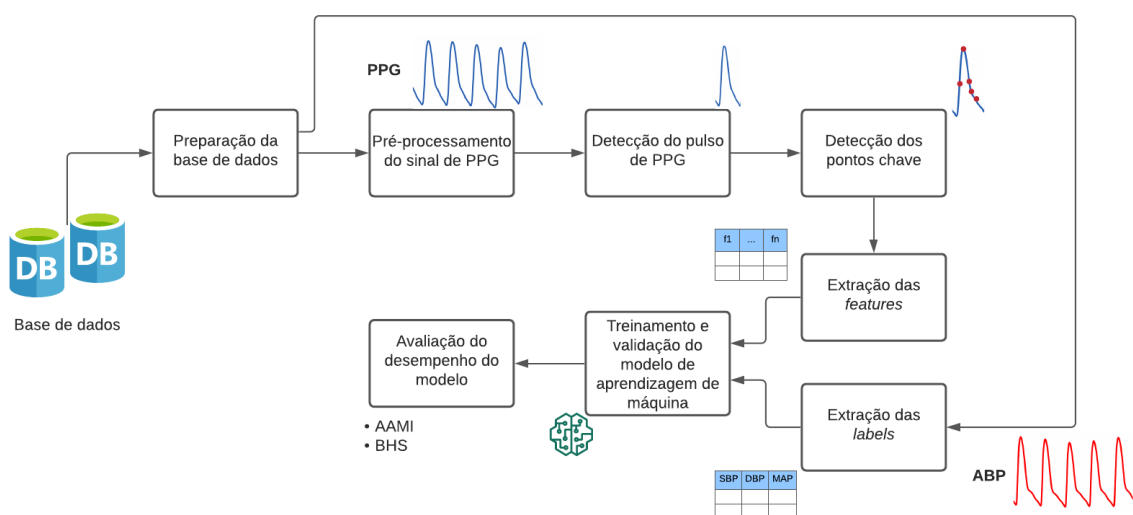 PPG
Preparação da
base de dados
Pré-processamento
do sinal de PPG
Detecção do pulso
de PPG
Detecção dos
pontos chave
DB
DB
Base de dados
f1 ... fn
Extração das
features
Treinamento e
validação do
modelo de
aprendizagem de
máquina
Avaliação do
desempenho do
modelo
• AAMI
• BHS
Extração das
labels
SBP DBP MAP
ABP